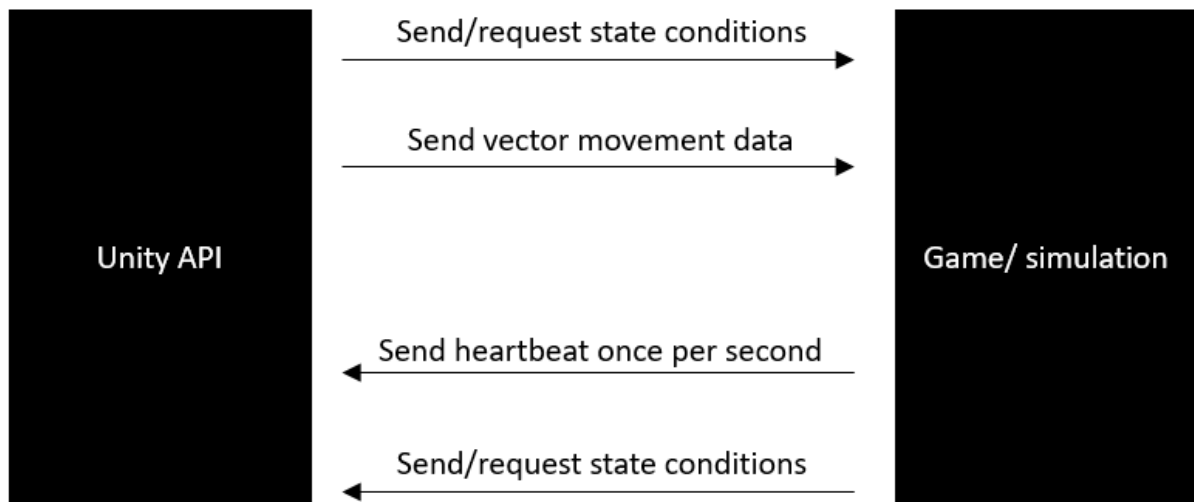 Send/request state conditions
Send vector movement data
Unity API
Game/ simulation
Send heartbeat once per second
Send/request state conditions